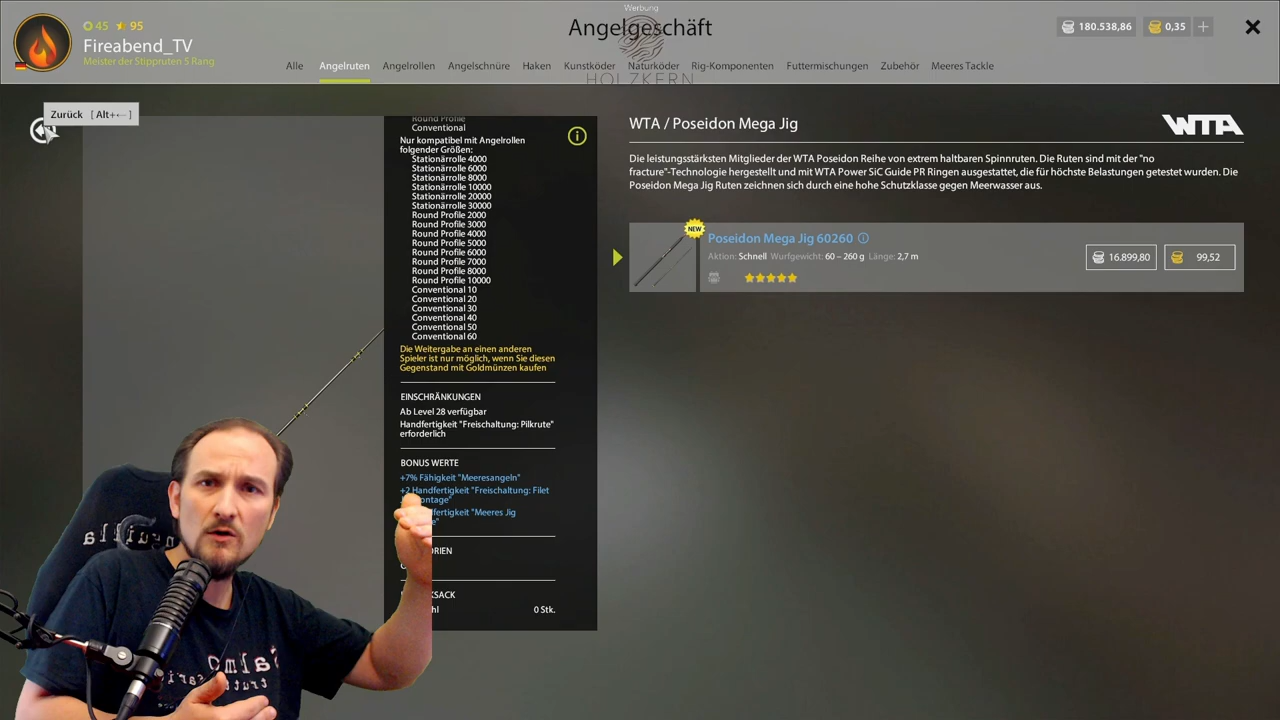 Werbung
45 95
Fireabend_TV
Meister der Stippruten 5 Rang
Angelgeschäft
HOLZKERN
180.538,86
0,35
Alle Angelruten Angelrollen Angelschnüre Haken Kunstköder Naturköder Rig-Komponenten Futtermischungen Zubehör Meeres Tackle
Zurück [ Alt+← ]
Round Profile
Conventional
Nur kompatibel mit Angelrollen
folgender Größen:
Stationärrolle 4000
Stationärrolle 6000
Stationärrolle 8000
Stationärrolle 10000
Stationärrolle 20000
Stationärrolle 30000
Round Profile 2000
Round Profile 3000
Round Profile 4000
Round Profile 5000
Round Profile 6000
Round Profile 7000
Round Profile 8000
Round Profile 10000
Conventional 10
Conventional 20
Conventional 30
Conventional 40
Conventional 50
Conventional 60
Die Weitergabe an einen anderen
Spieler ist nur möglich, wenn Sie diesen
Gegenstand mit Goldmünzen kaufen
EINSCHRÄNKUNGEN
Ab Level 28 verfügbar
Handfertigkeit "Freischaltung: Pilkrute"
erforderlich
BONUS WERTE
+7% Fähigkeit "Meeresangeln"
+2 Handfertigkeit "Freischaltung: Filet
"Meeres Jig
0 Stk.
WTA / Poseidon Mega Jig
WTA
Die leistungsstärksten Mitglieder der WTA Poseidon Reihe von extrem haltbaren Spinnruten. Die Ruten sind mit der "no
fracture"-Technologie hergestellt und mit WTA Power SiC Guide PR Ringen ausgestattet, die für höchste Belastungen getestet wurden. Die
Poseidon Mega Jig Ruten zeichnen sich durch eine hohe Schutzklasse gegen Meerwasser aus.
NEW
Poseidon Mega Jig 60260
Aktion: Schnell Wurfgewicht: 60 – 260 g Länge: 2,7 m
16.899,80
99,52